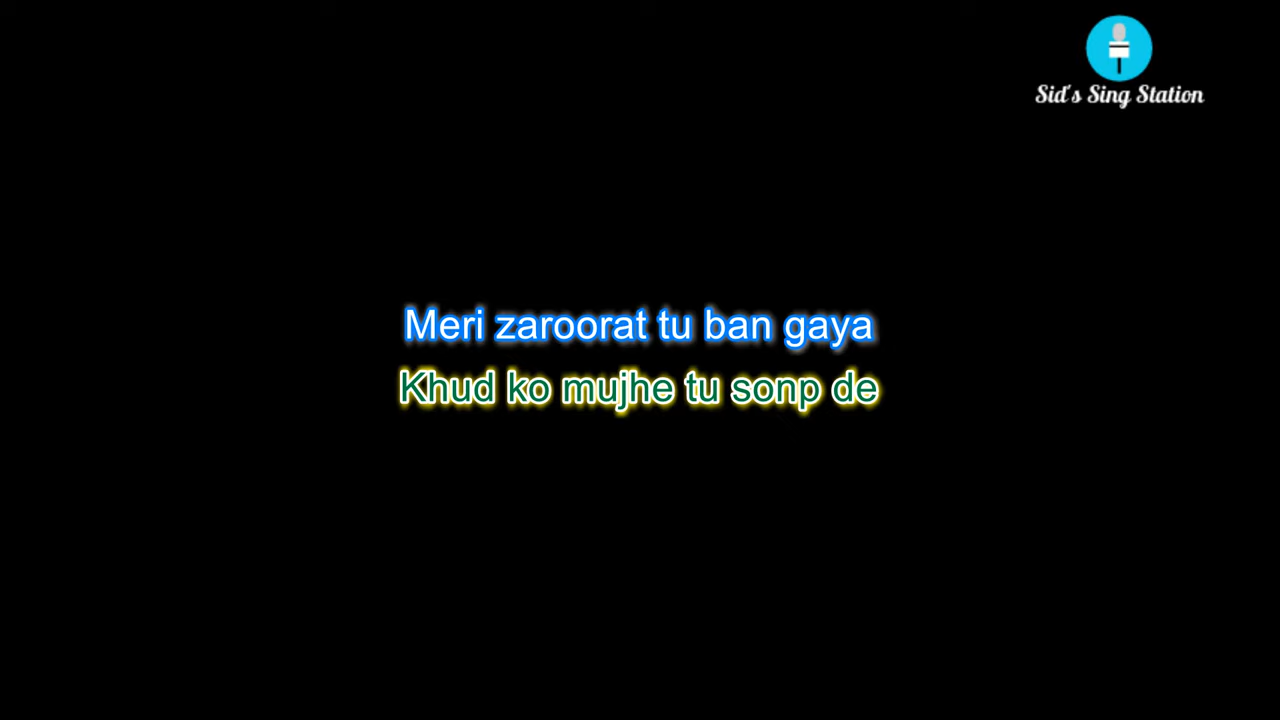 Sid's Sing Station
Meri zaroorat tu ban gaya
Khud ko mujhe tu sonp de